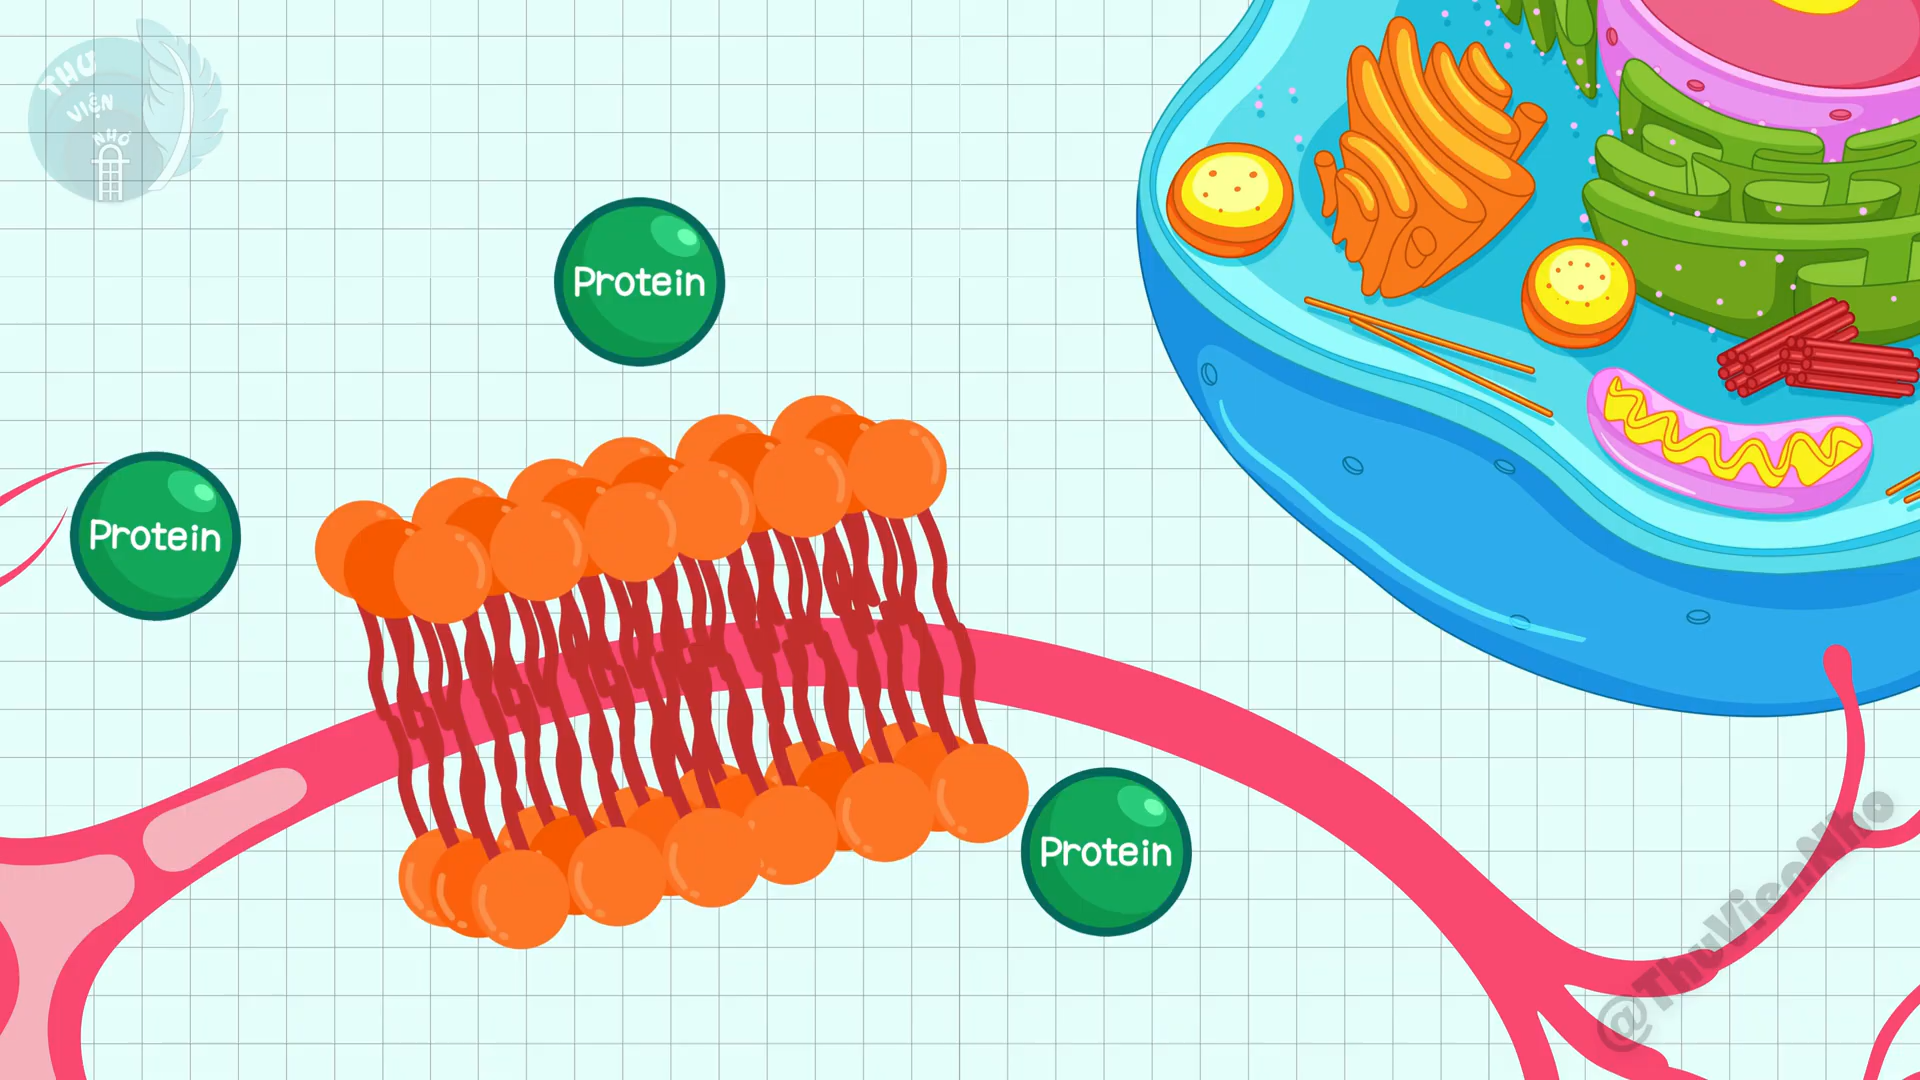 THƯ
VIỆN
NHỎ
Protein
Protein
Protein
@ThuVienNho